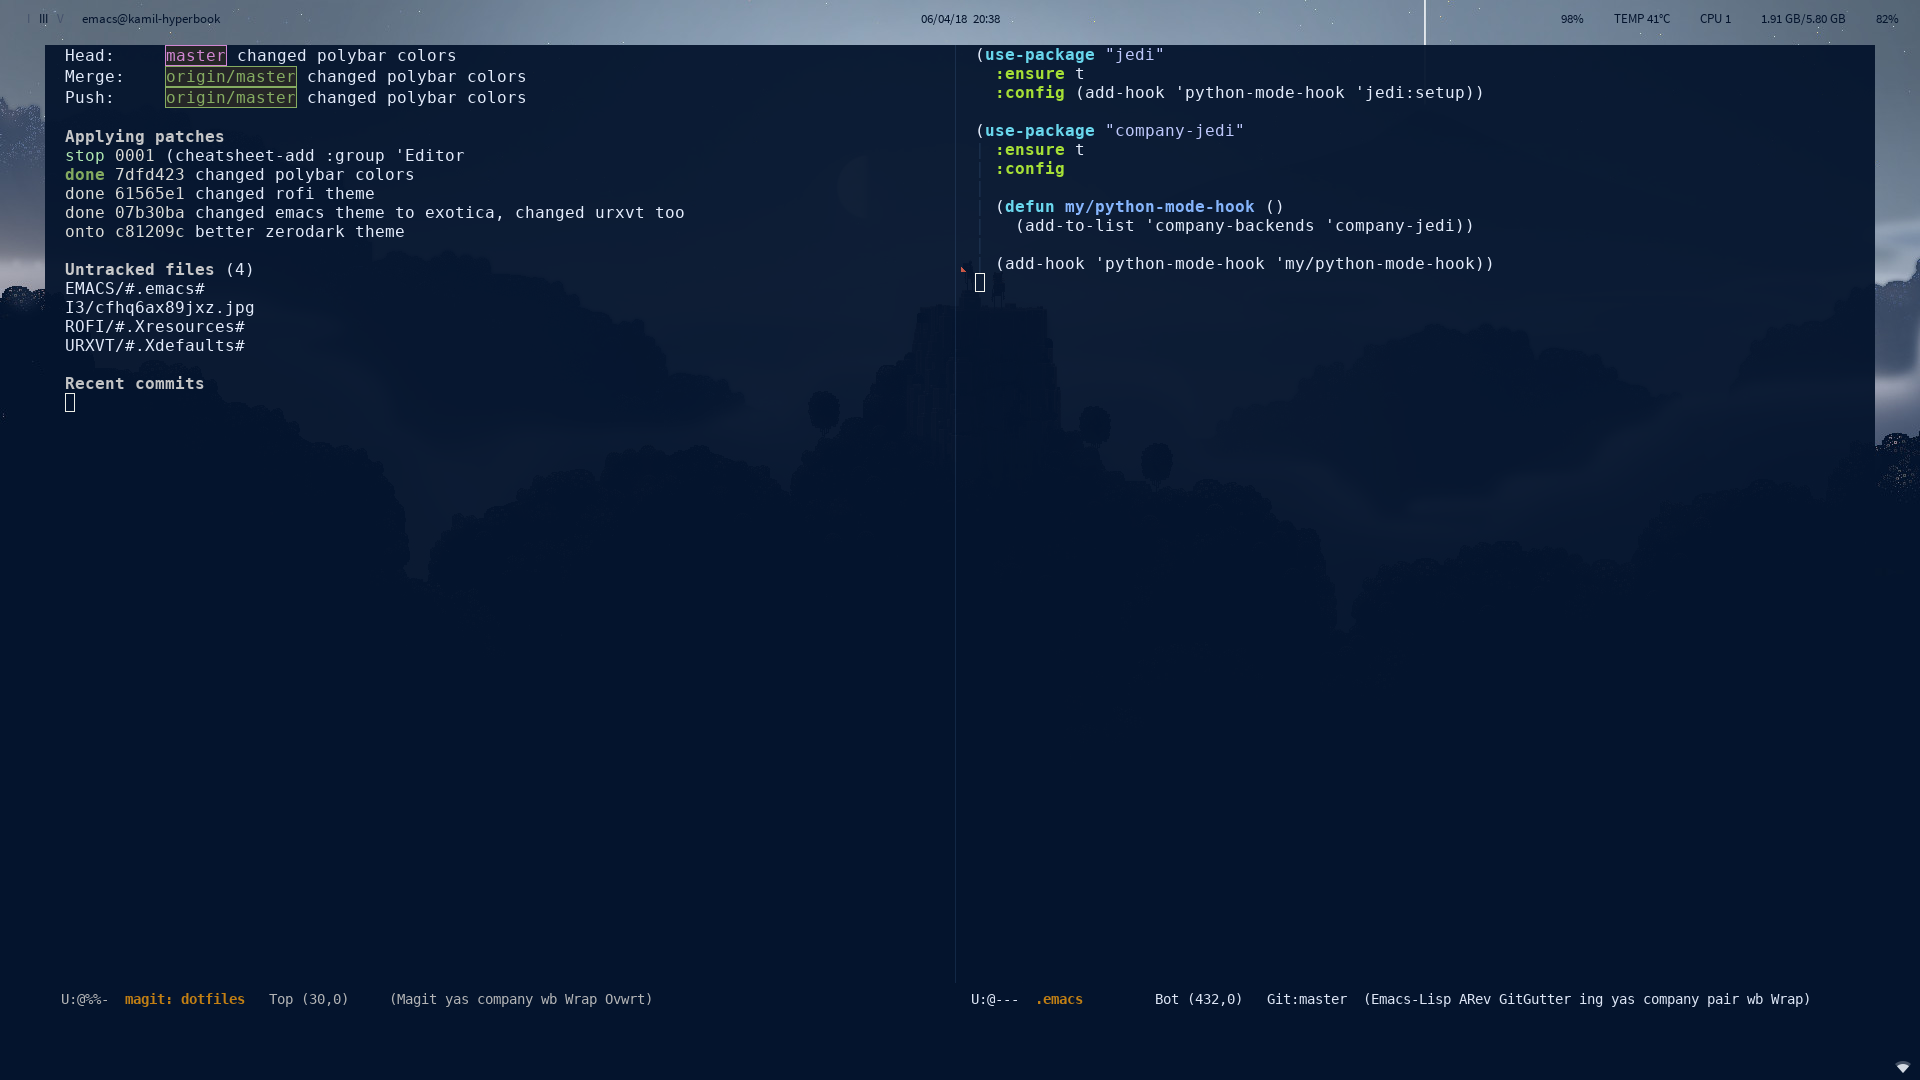 I III V emacs@kamil-hyperbook 06/04/18 20:38 98% TEMP 41°C CPU 1 1.91 GB/5.80 GB 82%
Head: master changed polybar colors
Merge: origin/master changed polybar colors
Push: origin/master changed polybar colors
Applying patches
stop 0001 (cheatsheet-add :group 'Editor
done 7dfd423 changed polybar colors
done 61565e1 changed rofi theme
done 07b30ba changed emacs theme to exotica, changed urxvt too
onto c81209c better zerodark theme
Untracked files (4)
EMACS/#.emacs#
I3/cfhq6ax89jxz.jpg
ROFI/#.Xresources#
URXVT/#.Xdefaults#
Recent commits
U:@%%- magit: dotfiles Top (30,0) (Magit yas company wb Wrap Ovwrt)
(use-package "jedi"
:ensure t
:config (add-hook 'python-mode-hook 'jedi:setup))
(use-package "company-jedi"
:ensure t
:config
(defun my/python-mode-hook ()
(add-to-list 'company-backends 'company-jedi))
(add-hook 'python-mode-hook 'my/python-mode-hook))
U:@--- .emacs Bot (432,0) Git:master (Emacs-Lisp ARev GitGutter ing yas company pair wb Wrap)